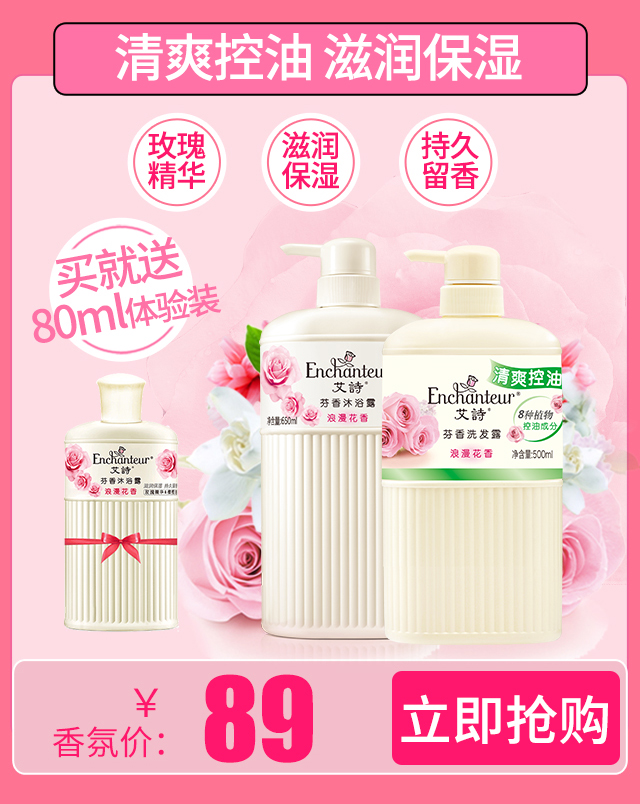 清爽控油 滋润保湿
玫瑰
精华
滋润
保湿
持久
留香
买就送
80ml体验装
Enchanteur®
艾詩®
芬香沐浴露
浪漫花香
滋润保湿
Enchanteur®
艾詩®
芬香沐浴露
净含量:650ml
浪漫花香
清爽控油
Enchanteur®
艾詩®
8种植物
控油成分
芬香洗发露
浪漫花香
净含量:500ml
¥
香氛价:
89
立即抢购